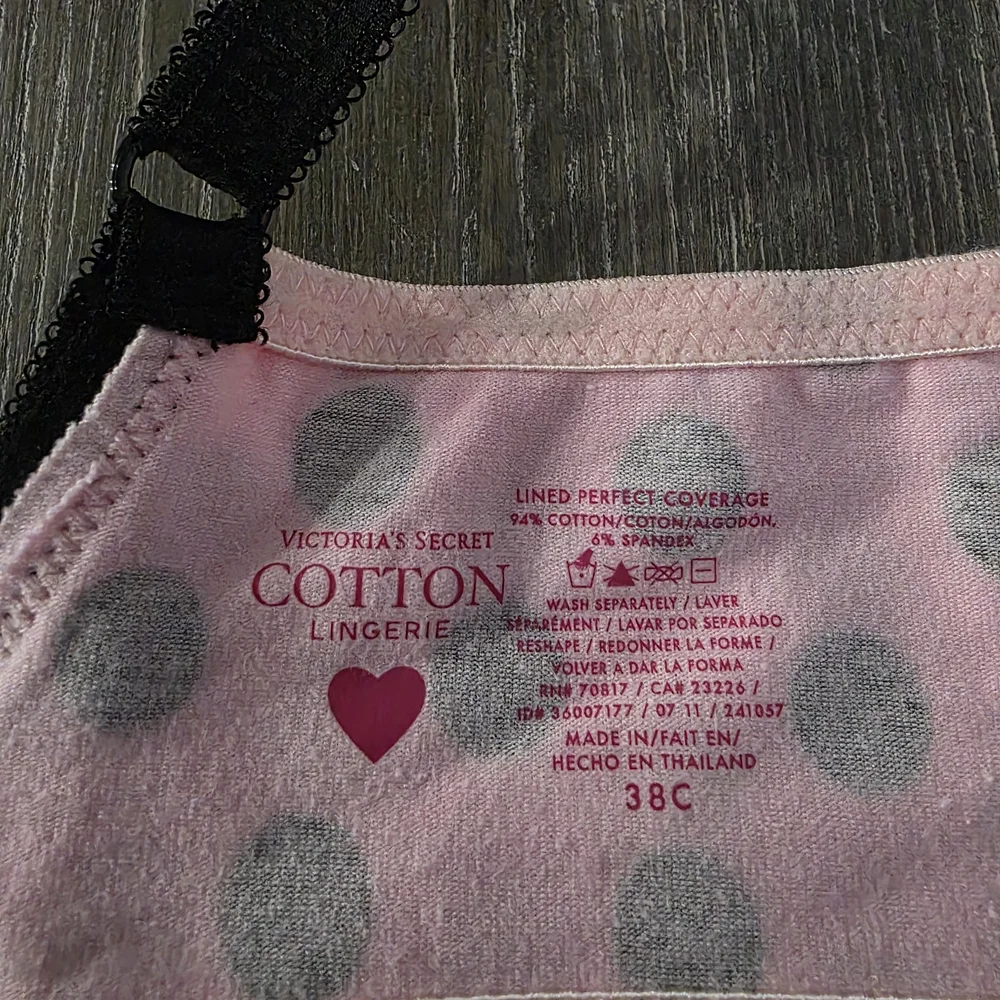 VICTORIA'S SECRET
COTTON
LINGERIE
LINED PERFECT COVERAGE
94% COTTON/COTON/ALGODÓN,
6% SPANDEX
WASH SEPARATELY / LAVER
SÉPARÉMENT / LAVAR POR SEPARADO
RESHAPE / REDONNER LA FORME /
VOLVER A DAR LA FORMA
RN# 70817 / CA# 23226 /
ID# 36007177 / 07 11 / 241057
MADE IN/FAIT EN/
HECHO EN THAILAND
38C